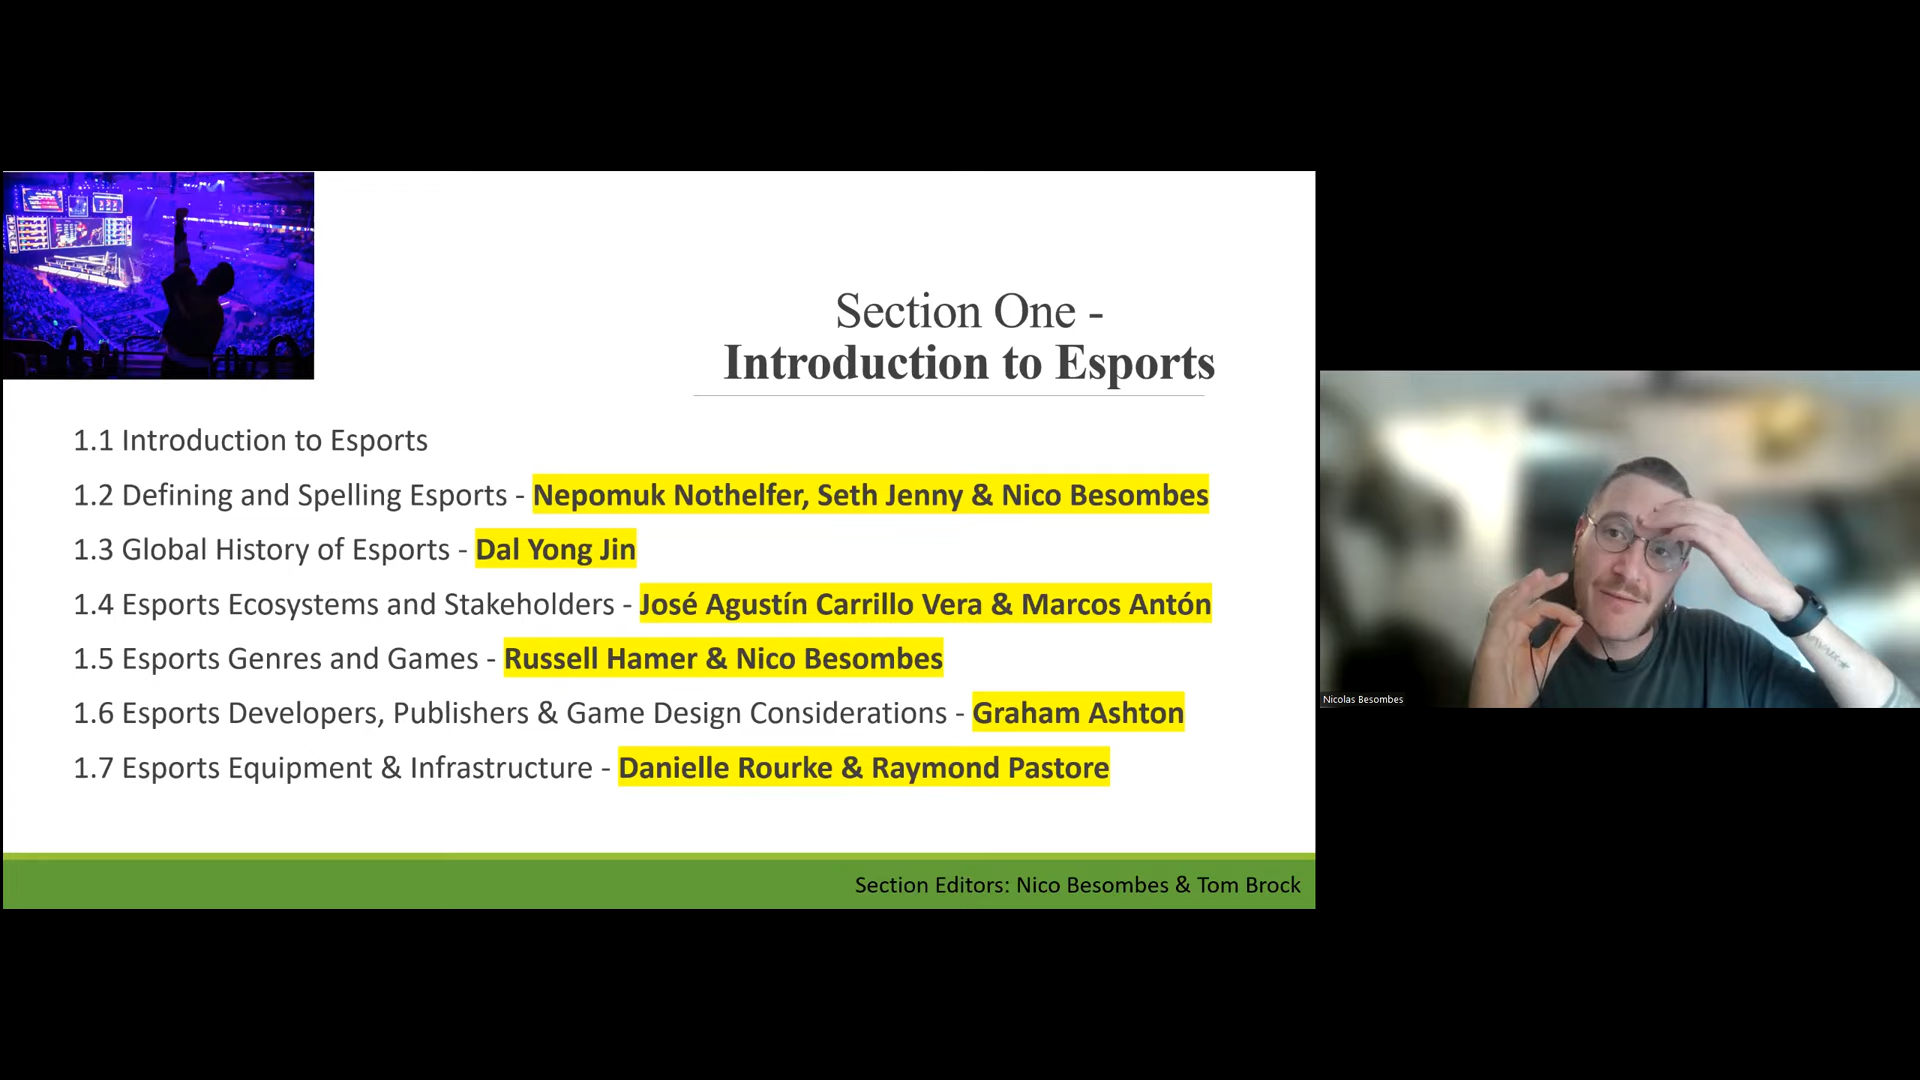 Section One -
Introduction to Esports
1.1 Introduction to Esports
1.2 Defining and Spelling Esports - Nepomuk Nothelfer, Seth Jenny & Nico Besombes
1.3 Global History of Esports - Dal Yong Jin
1.4 Esports Ecosystems and Stakeholders - José Agustín Carrillo Vera & Marcos Antón
1.5 Esports Genres and Games - Russell Hamer & Nico Besombes
1.6 Esports Developers, Publishers & Game Design Considerations - Graham Ashton
1.7 Esports Equipment & Infrastructure - Danielle Rourke & Raymond Pastore
Section Editors: Nico Besombes & Tom Brock
Nicolas Besombes